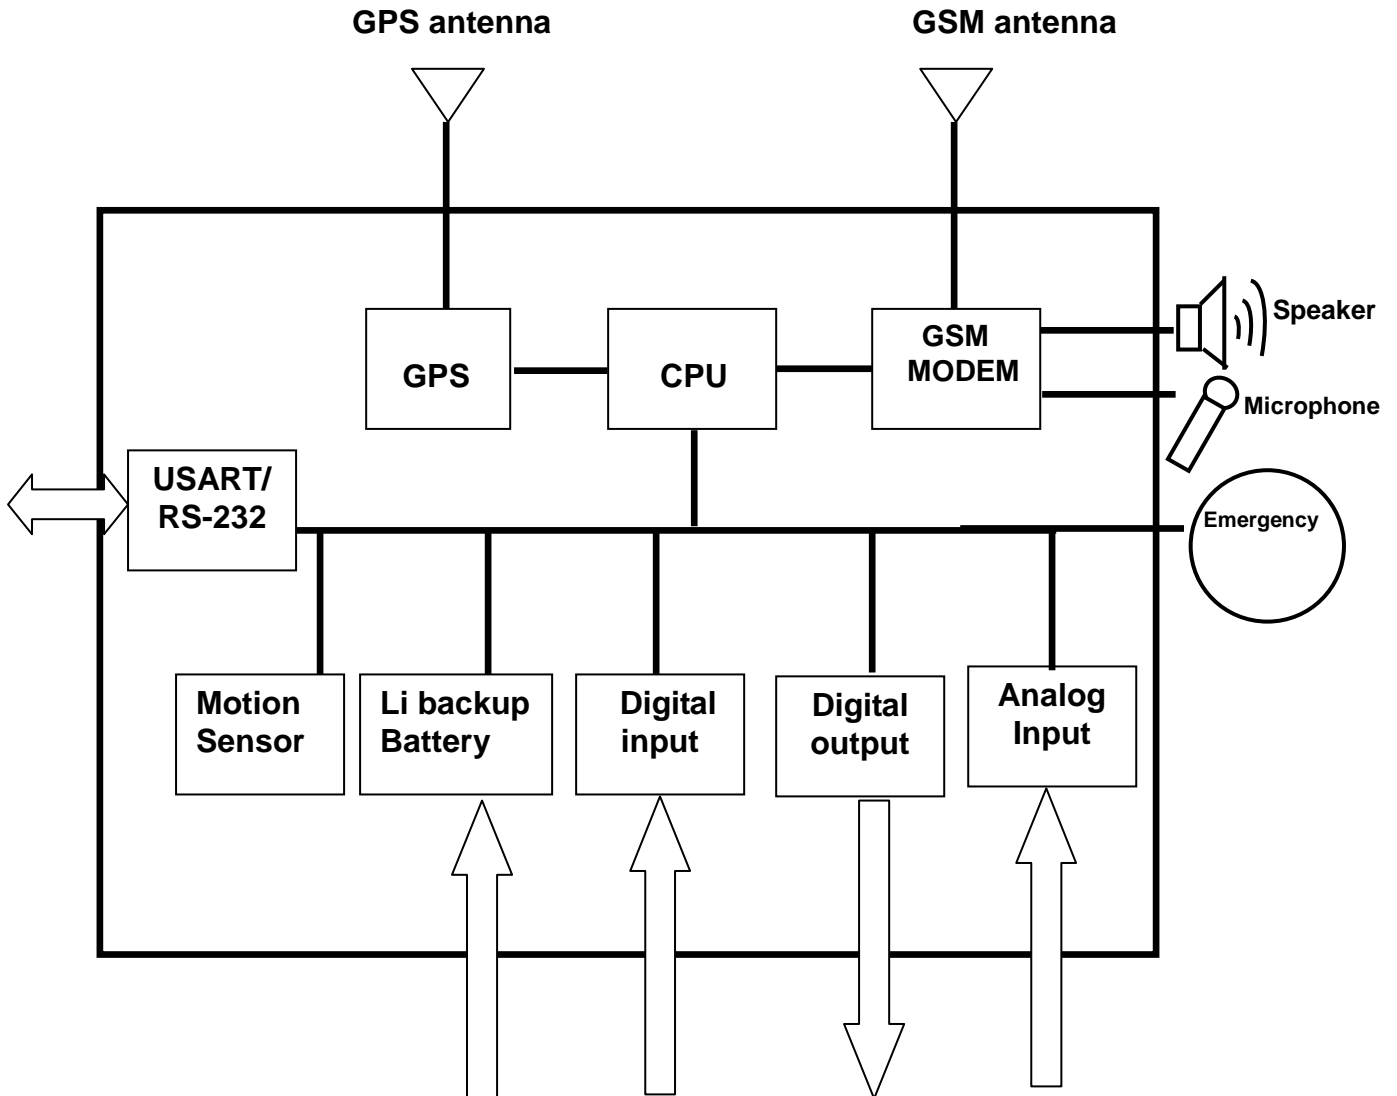 GPS antenna
GSM antenna
Speaker
GPS
CPU
GSM
MODEM
Microphone
USART/
RS-232
Emergency
Motion
Sensor
Li backup
Battery
Digital
input
Digital
output
Analog
Input